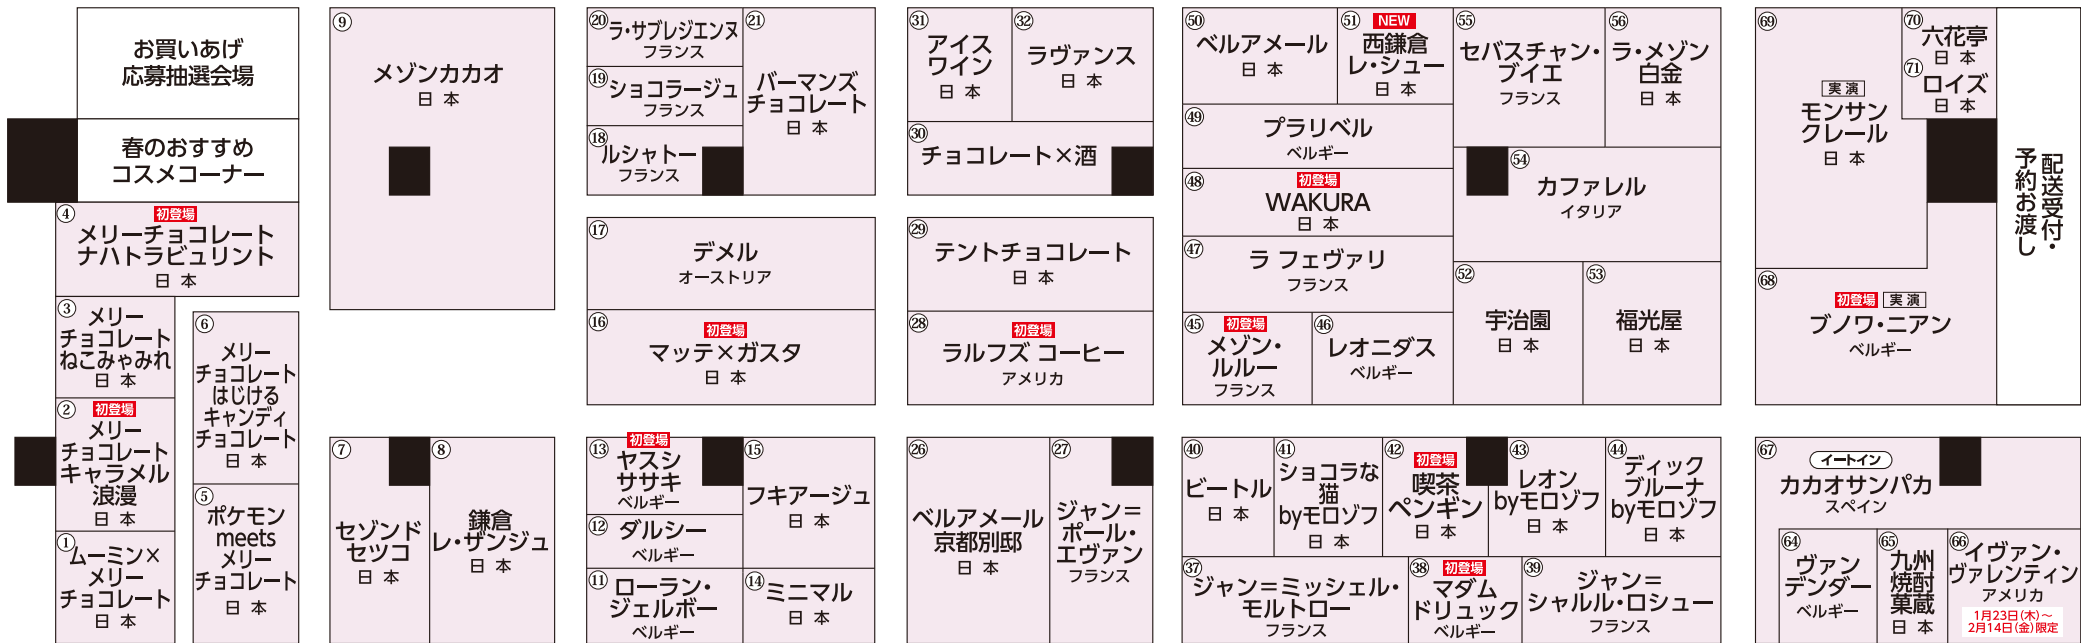 お買いあげ
応募抽選会場
春のおすすめ
コスメコーナー
④
初登場
メリーチョコレート
ナハトラビュリント
日本
③
メリー
チョコレート
ねこみゃみれ
日本
②
初登場
メリー
チョコレート
キャラメル
浪漫
日本
①
ムーミン×
メリー
チョコレート
日本
⑥
メリー
チョコレート
はじける
キャンディ
チョコレート
日本
⑤
ポケモン
meets
メリー
チョコレート
日本
⑨
メゾンカカオ
日本
⑦
セゾンド
セツコ
日本
⑧
鎌倉
レ・ザンジュ
日本
⑳
ラ・サブレジエンヌ
フランス
⑲
ショコラージュ
フランス
⑱
ルシャトー
フランス
㉑
バーマンズ
チョコレート
日本
⑰
デメル
オーストリア
⑯
初登場
マッテ×ガスタ
日本
⑬
初登場
ヤスシ
ササキ
ベルギー
⑫
ダルシー
ベルギー
⑪
ローラン・
ジェルボー
ベルギー
⑮
フキアージュ
日本
⑭
ミニマル
日本
㉛
アイス
ワイン
日本
㉜
ラヴァンス
日本
㉚
チョコレート×酒
㉙
テントチョコレート
日本
㉘
初登場
ラルフズ コーヒー
アメリカ
㉖
ベルアメール
京都別邸
日本
㉗
ジャン=
ポール・
エヴァン
フランス
㊿
ベルアメール
日本
51
NEW
西鎌倉
レ・シュー
日本
㊾
プラリベル
ベルギー
㊽
初登場
WAKURA
日本
㊼
ラ フェヴァリ
フランス
㊺
初登場
メゾン・
ルルー
フランス
㊻
レオニダス
ベルギー
55
セバスチャン・
ブイエ
フランス
56
ラ・メゾン
白金
日本
54
カファレル
イタリア
52
宇治園
日本
53
福光屋
日本
㊵
ビートル
日本
㊶
ショコラな
猫
byモロゾフ
日本
㊷
初登場
喫茶
ペンギン
日本
㊸
レオン
byモロゾフ
日本
㊹
ディック
ブルーナ
byモロゾフ
日本
㊲
ジャン=ミッシェル・
モルトロー
フランス
㊳
初登場
マダム
ドリュック
ベルギー
㊴
ジャン=
シャルル・ロシュー
フランス
69
実演
モンサン
クレール
日本
70
六花亭
日本
71
ロイズ
日本
68
初登場 実演
ブノワ・ニアン
ベルギー
配送受付・
予約お渡し
67
イートイン
カカオサンパカ
スペイン
64
ヴァン
デンダー
ベルギー
65
九州
焼酎
菓蔵
日本
66
イヴァン・
ヴァレンティン
アメリカ
1月23日(木)～
2月14日(金)限定